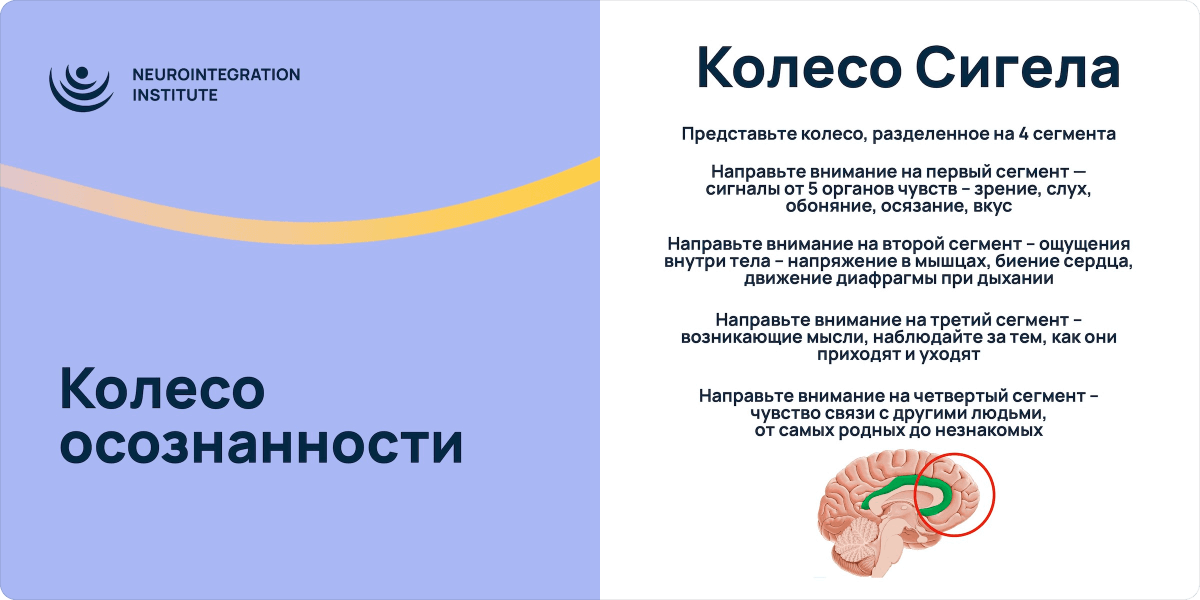 NEUROINTEGRATION
INSTITUTE
Колесо
осознанности
Колесо Сигела
Представьте колесо, разделенное на 4 сегмента
Направьте внимание на первый сегмент —
сигналы от 5 органов чувств – зрение, слух,
обоняние, осязание, вкус
Направьте внимание на второй сегмент – ощущения
внутри тела – напряжение в мышцах, биение сердца,
движение диафрагмы при дыхании
Направьте внимание на третий сегмент –
возникающие мысли, наблюдайте за тем, как они
приходят и уходят
Направьте внимание на четвертый сегмент –
чувство связи с другими людьми,
от самых родных до незнакомых